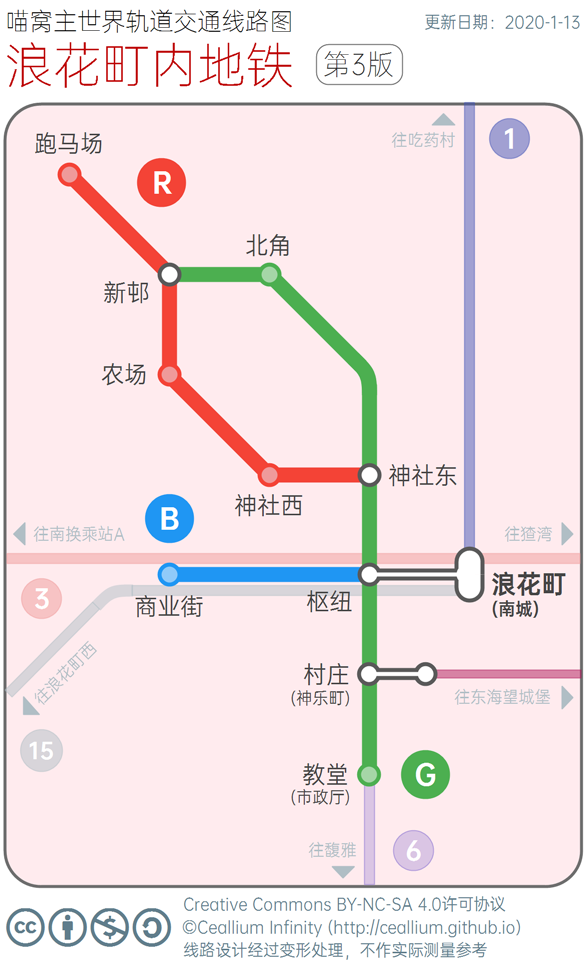 喵窝主世界轨道交通线路图
更新日期：2020-1-13
浪花町内地铁
第3版
跑马场
R
往吃药村
1
北角
新邨
农场
神社东
神社西
B
往南换乘站A
往猹湾
3
商业街
枢纽
浪花町
(南城)
往浪花町西
村庄
(神乐町)
往东海望城堡
15
教堂
(市政厅)
G
往馥雅
6
cc
Creative Commons BY-NC-SA 4.0许可协议
©Ceallium Infinity (http://ceallium.github.io)
线路设计经过变形处理，不作实际测量参考